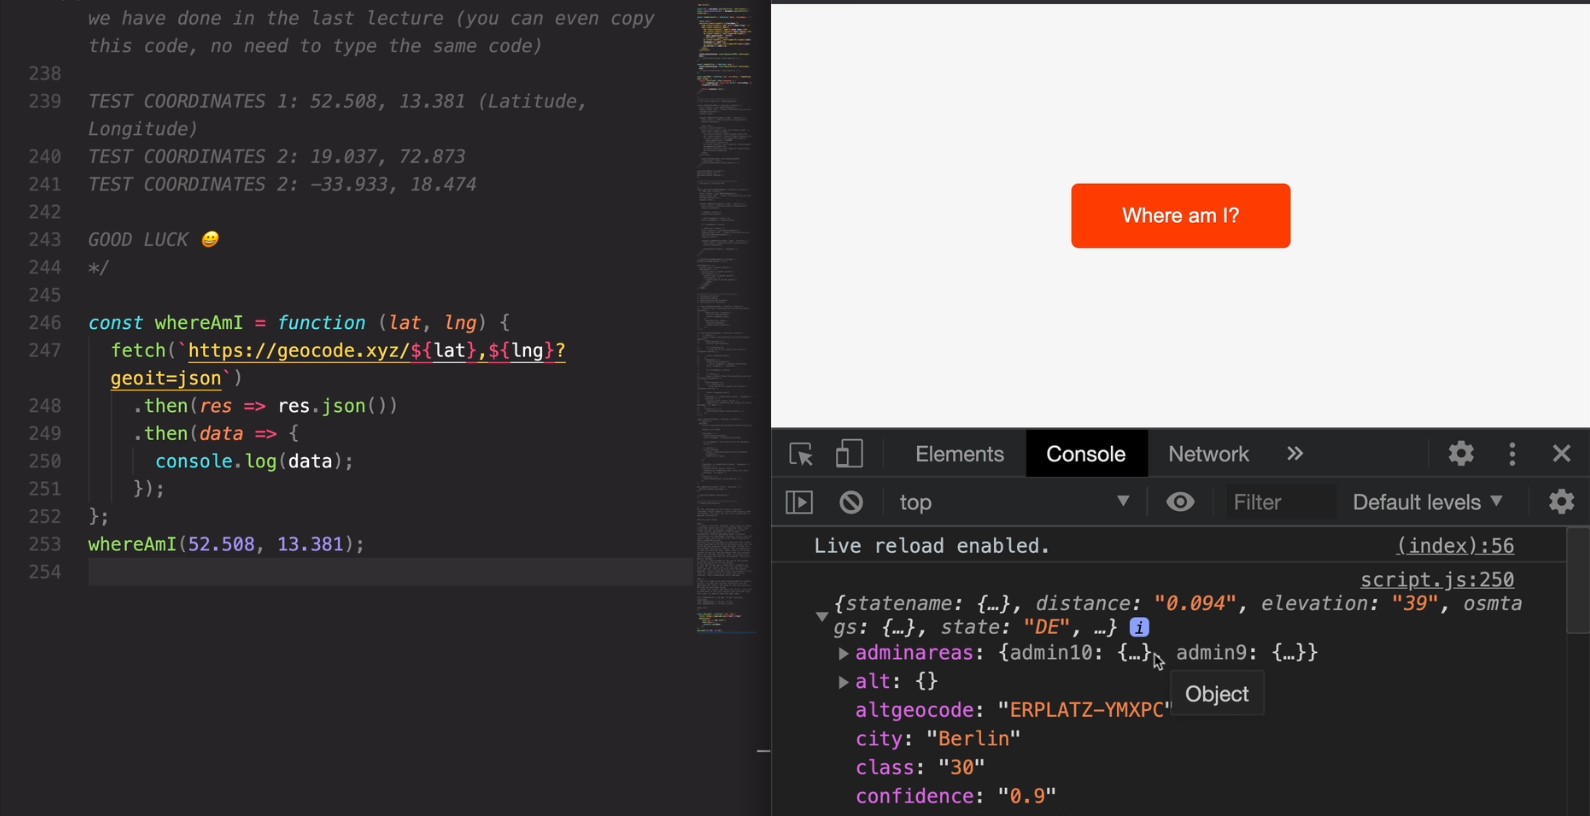 we have done in the last lecture (you can even copy
this code, no need to type the same code)
238
239 TEST COORDINATES 1: 52.508, 13.381 (Latitude,
Longitude)
240 TEST COORDINATES 2: 19.037, 72.873
241 TEST COORDINATES 2: -33.933, 18.474
242
243 GOOD LUCK 😀
244 */
245
246 const whereAmI = function (lat, lng) {
247 fetch(`https://geocode.xyz/${lat},${lng}?
geoit=json`)
248 .then(res => res.json())
249 .then(data => {
250 console.log(data);
251 });
252 };
253 whereAmI(52.508, 13.381);
254
Where am I?
Elements Console Network »
top Filter Default levels ▼
Live reload enabled. (index):56
script.js:250
{statename: {…}, distance: "0.094", elevation: "39", osmta
gs: {…}, state: "DE", …} i
adminareas: {admin10: {…}, admin9: {…}}
alt: {}
Object
altgeocode: "ERPLATZ-YMXPC"
city: "Berlin"
class: "30"
confidence: "0.9"